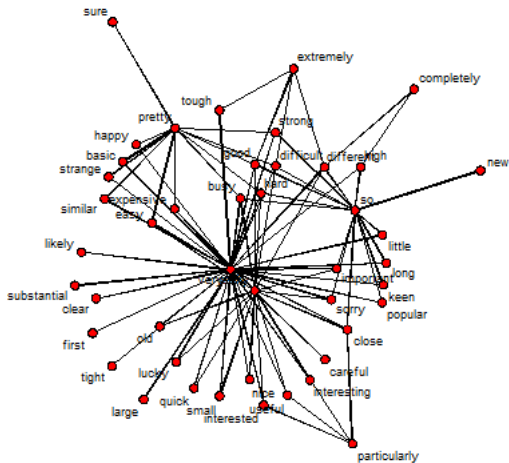 sure
extremely
completely
tough
pretty
strong
happy
good
difficult
different
high
basic
new
strange
hard
busy
expensive
so
similar
easy
little
likely
very
important
long
substantial
keen
clear
sorry
popular
first
old
close
careful
tight
lucky
nice
interesting
quick
useful
large
small
interested
particularly